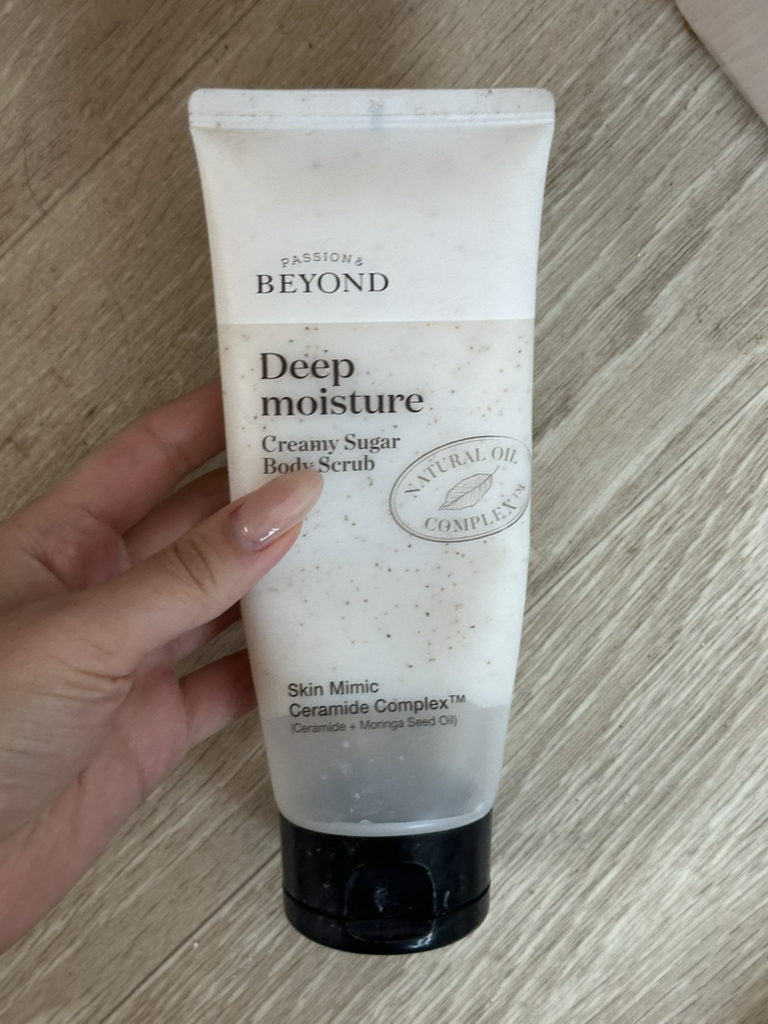 PASSION &
BEYOND
Deep
moisture
Creamy Sugar
Body Scrub
NATURAL OIL
COMPLEX™
Skin Mimic
Ceramide Complex™
(Ceramide + Moringa Seed Oil)